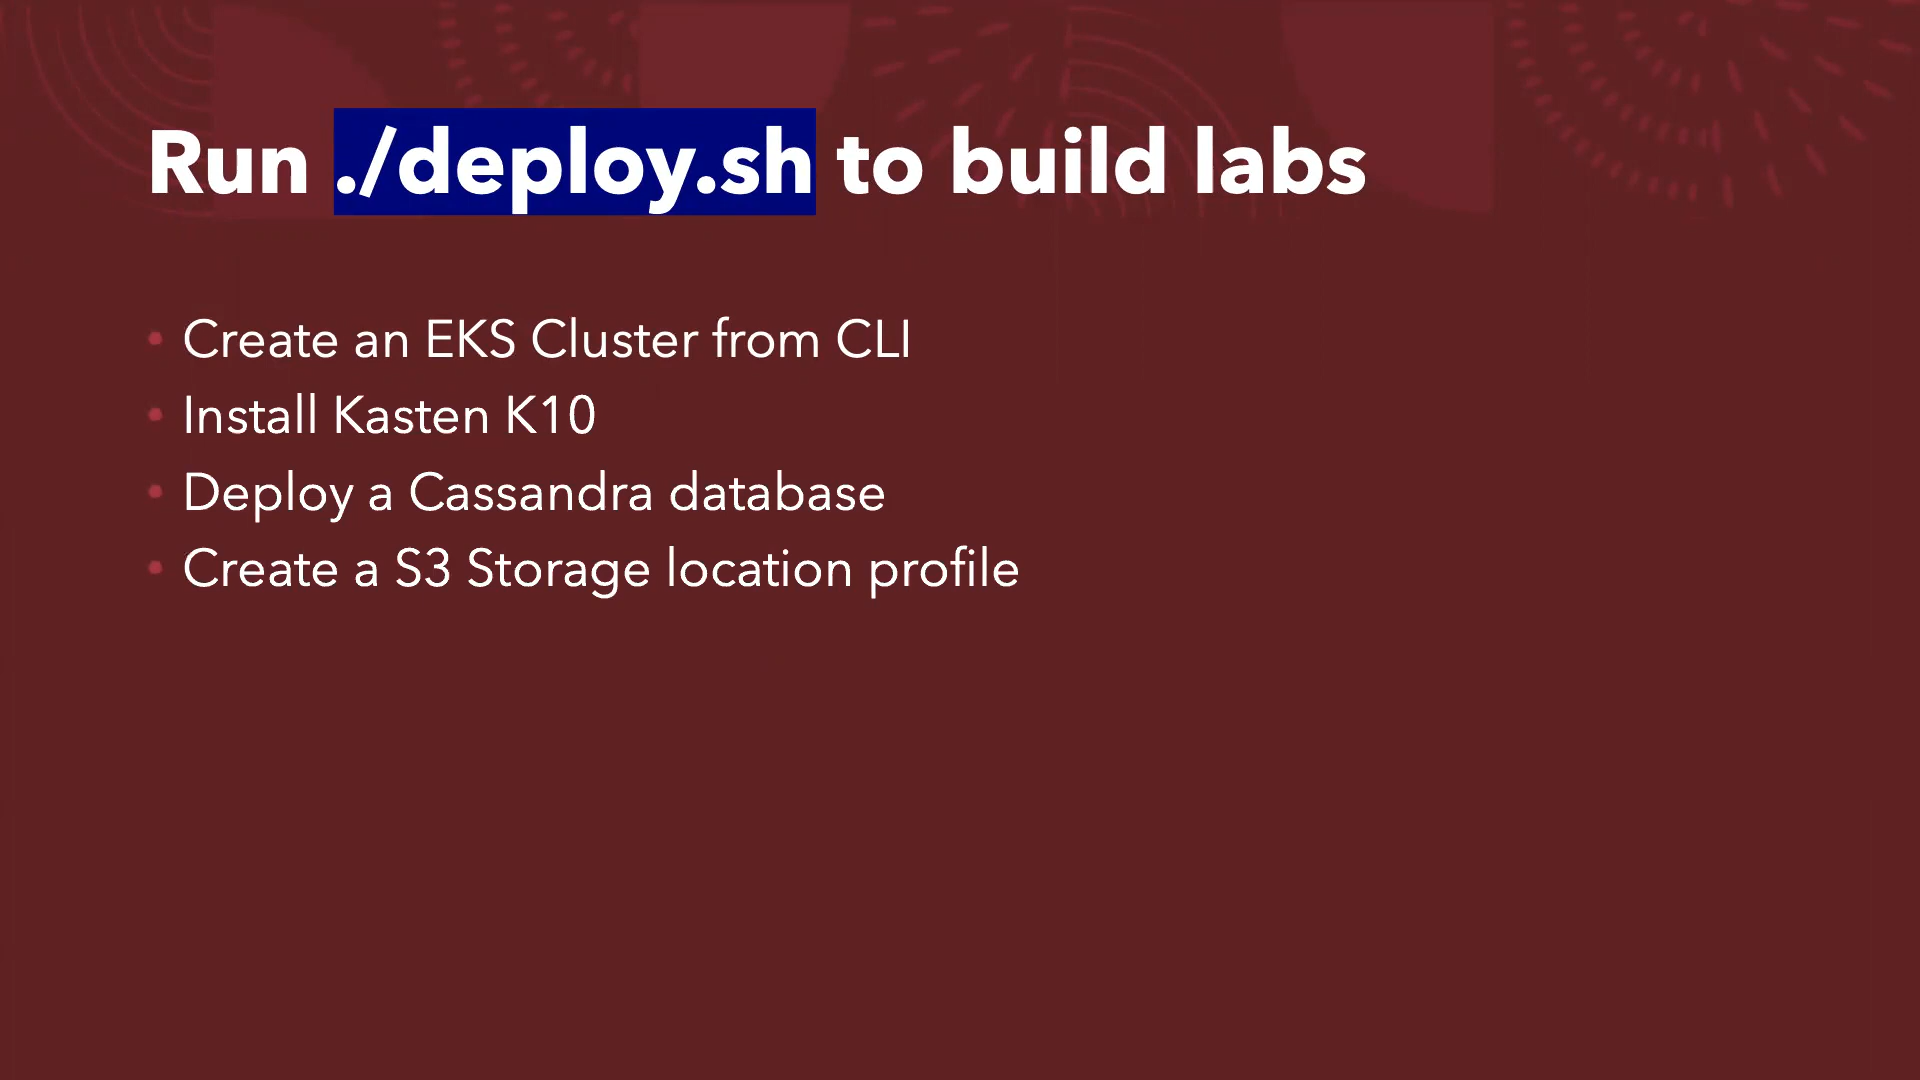 Run ./deploy.sh to build labs
• Create an EKS Cluster from CLI
• Install Kasten K10
• Deploy a Cassandra database
• Create a S3 Storage location profile